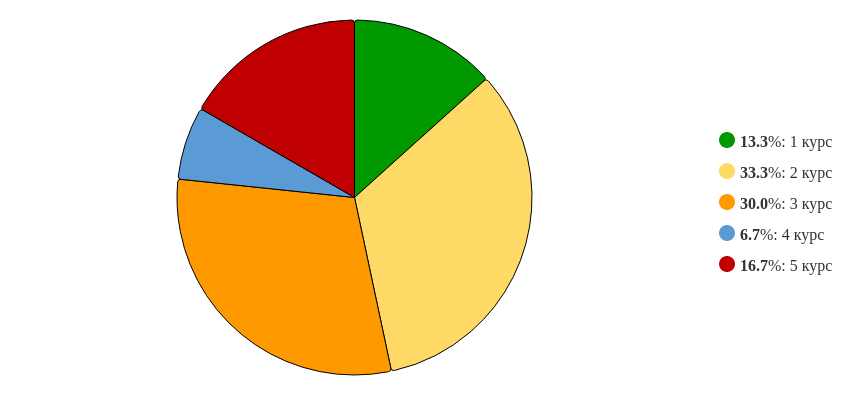 13.3%: 1 курс
33.3%: 2 курс
30.0%: 3 курс
6.7%: 4 курс
16.7%: 5 курс